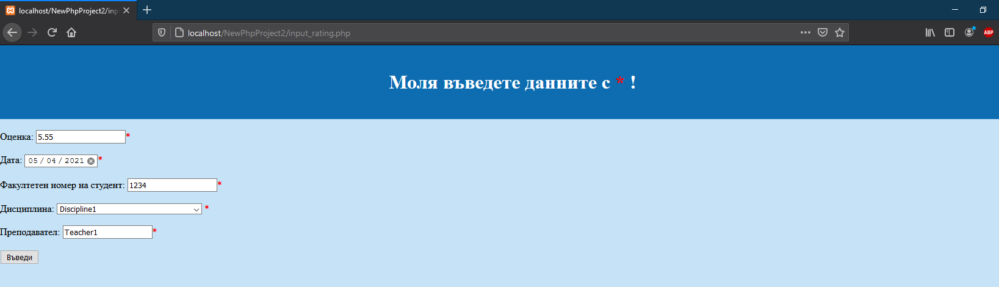 localhost/NewPhpProject2/inp
localhost/NewPhpProject2/input_rating.php
ABP
Моля въведете данните с * !
Оценка: 5.55*
Дата: 05 / 04 / 2021*
Факултетен номер на студент: 1234*
Дисциплина: Discipline1 *
Преподавател: Teacher1*
Въведи